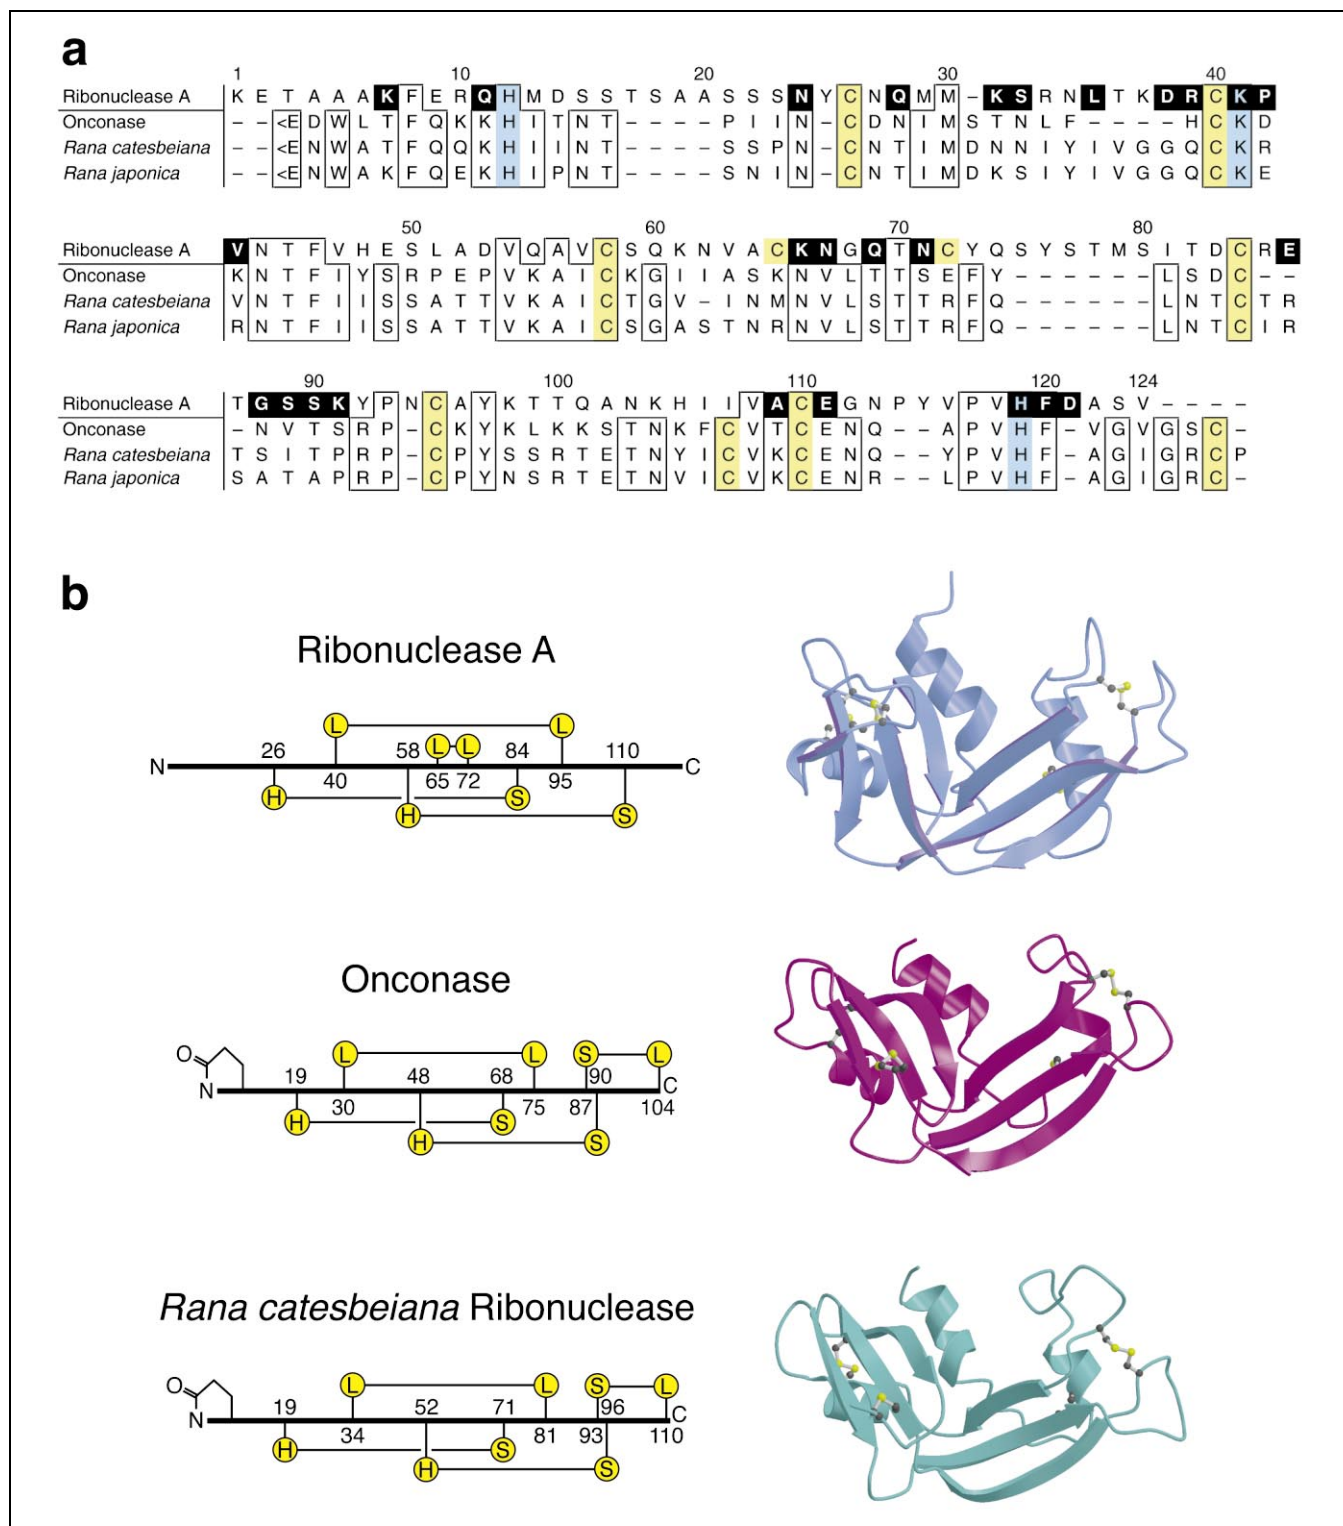 a
1 10 20 30 40
Ribonuclease A K E T A A A K F E R Q H M D S S T S A A S S S N Y C N Q M M – K S R N L T K D R C K P
Onconase – – <E D W L T F Q K K H I T N T – – – – P I I N – C D N I M S T N L F – – – – H C K D
Rana catesbeiana – – <E N W A T F Q Q K H I I N T – – – – S S P N – C N T I M D N N I Y I V G G Q C K R
Rana japonica – – <E N W A K F Q E K H I P N T – – – – S N I N – C N T I M D K S I Y I V G G Q C K E
50 60 70 80
Ribonuclease A V N T F V H E S L A D V Q A V C S Q K N V A C K N G Q T N C Y Q S Y S T M S I T D C R E
Onconase K N T F I Y S R P E P V K A I C K G I I A S K N V L T T S E F Y – – – – – – L S D C – –
Rana catesbeiana V N T F I I S S A T T V K A I C T G V – I N M N V L S T T R F Q – – – – – – L N T C T R
Rana japonica R N T F I I S S A T T V K A I C S G A S T N R N V L S T T R F Q – – – – – – L N T C I R
90 100 110 120 124
Ribonuclease A T G S S K Y P N C A Y K T T Q A N K H I I V A C E G N P Y V P V H F D A S V – – – –
Onconase – N V T S R P – C K Y K L K K S T N K F C V T C E N Q – – A P V H F – V G V G S C –
Rana catesbeiana T S I T P R P – C P Y S S R T E T N Y I C V K C E N Q – – Y P V H F – A G I G R C P
Rana japonica S A T A P R P – C P Y N S R T E T N V I C V K C E N R – – L P V H F – A G I G R C –
b
Ribonuclease A
L L
26 58 L L 84 110
N C
40 65 72 95
H S
H S
Onconase
O L L S L
19 48 68 90
N C
30 75 87 104
H S
H S
Rana catesbeiana Ribonuclease
O L L S L
19 52 71 96
N C
34 81 93 110
H S
H S